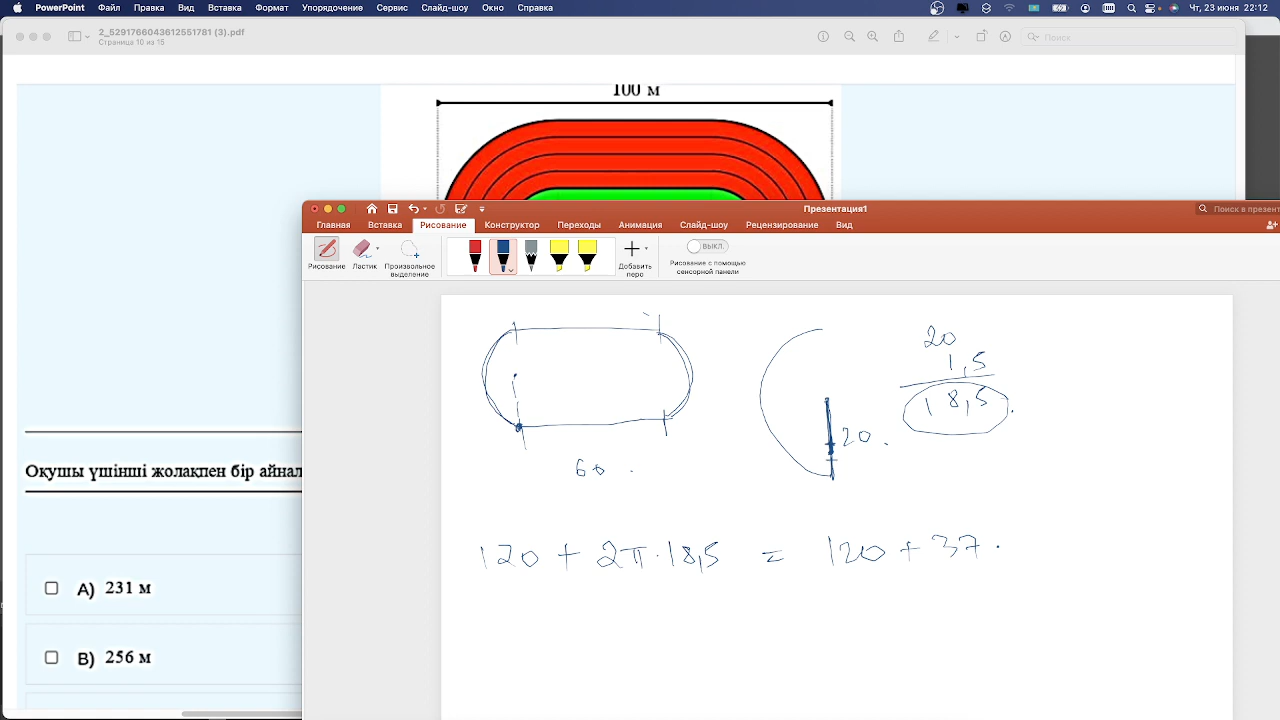 PowerPoint Файл Правка Вид Вставка Формат Упорядочение Сервис Слайд-шоу Окно Справка Чт, 23 июня 22:12
2_5291766043612551781 (3).pdf
Страница 10 из 15
Поиск
100 м
Презентация1
Поиск в презент
Главная Вставка Рисование Конструктор Переходы Анимация Слайд-шоу Рецензирование Вид
ВЫКЛ.
Рисование Ластик Произвольное выделение Добавить перо Рисование с помощью сенсорной панели
20
1,5
18,5
20.
60.
120 + 2π·18,5 = 120 + 37·
Оқушы үшінші жолақпен бір айнал
A) 231 м
B) 256 м